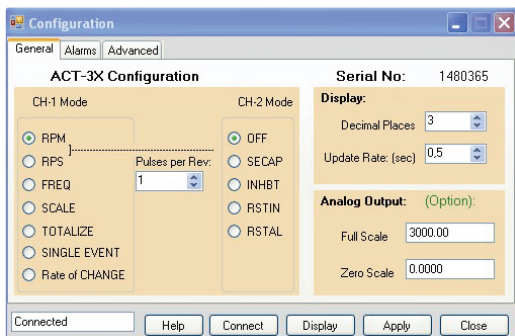 Configuration
General Alarms Advanced
ACT-3X Configuration
CH-1 Mode
CH-2 Mode
RPM
RPS
FREQ
SCALE
TOTALIZE
SINGLE EVENT
Rate of CHANGE
Pulses per Rev:
1
OFF
SECAP
INHBT
RSTIN
RSTAL
Serial No: 1480365
Display:
Decimal Places 3
Update Rate: (sec) 0,5
Analog Output: (Option):
Full Scale 3000.00
Zero Scale 0.0000
Connected Help Connect Display Apply Close